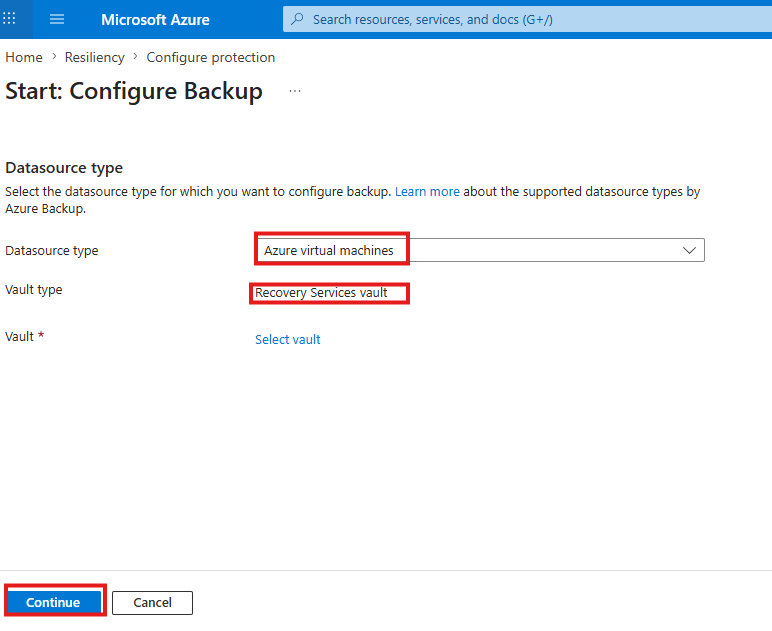 Microsoft Azure
Search resources, services, and docs (G+/)
Home > Resiliency > Configure protection
Start: Configure Backup ...
Datasource type
Select the datasource type for which you want to configure backup. Learn more about the supported datasource types by
Azure Backup.
Datasource type Azure virtual machines
Vault type Recovery Services vault
Vault * Select vault
Continue Cancel